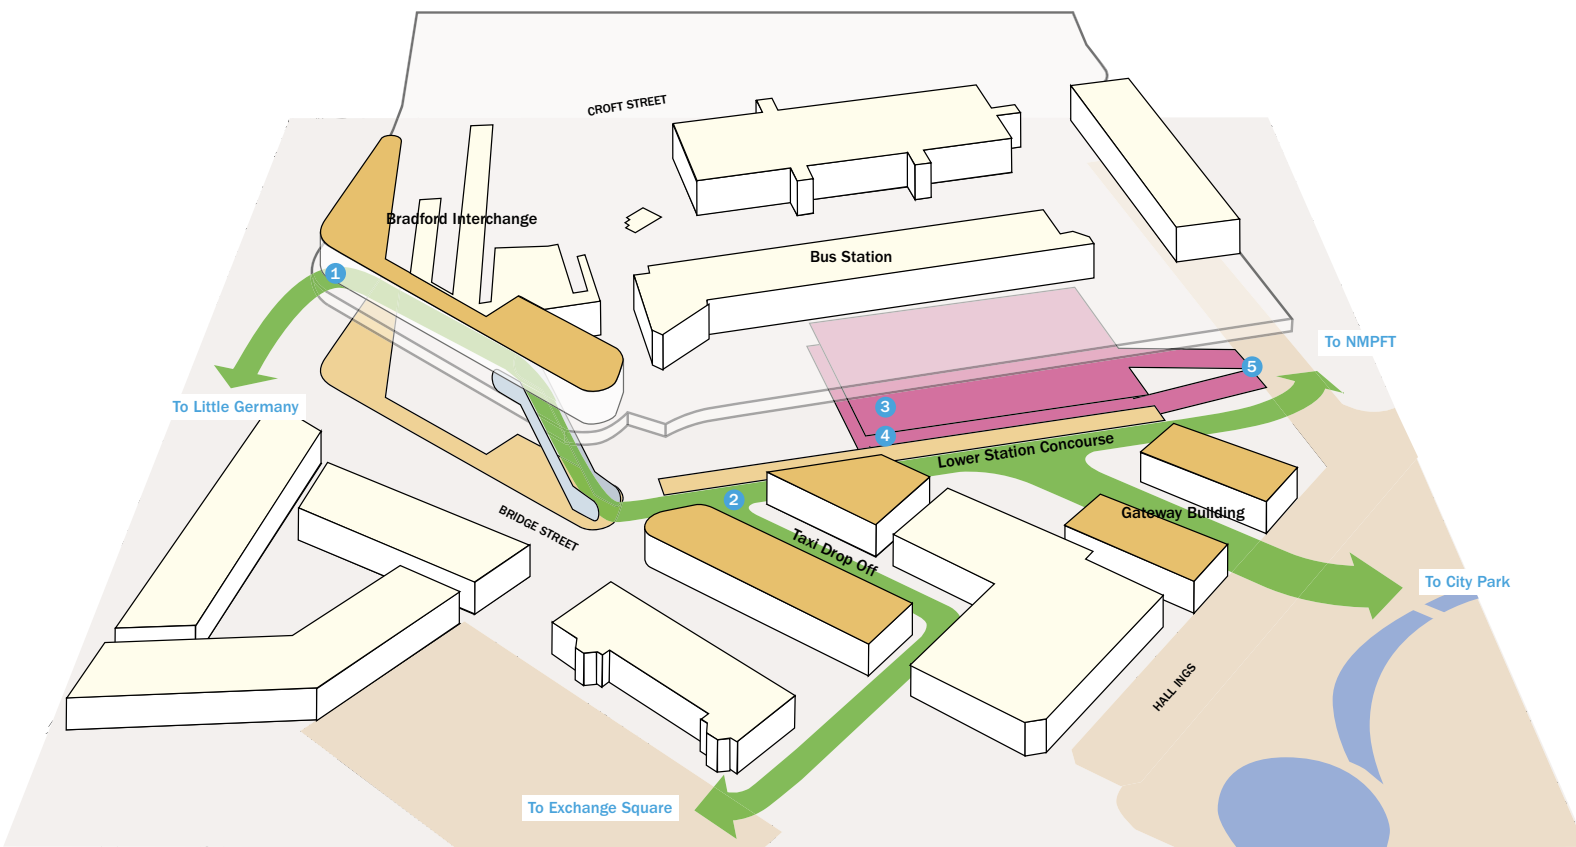 CROFT STREET
Bradford Interchange
Bus Station
1
To NMPFT
5
To Little Germany
3
4
Lower Station Concourse
2
BRIDGE STREET
Gateway Building
Taxi Drop Off
To City Park
HALL INGS
To Exchange Square